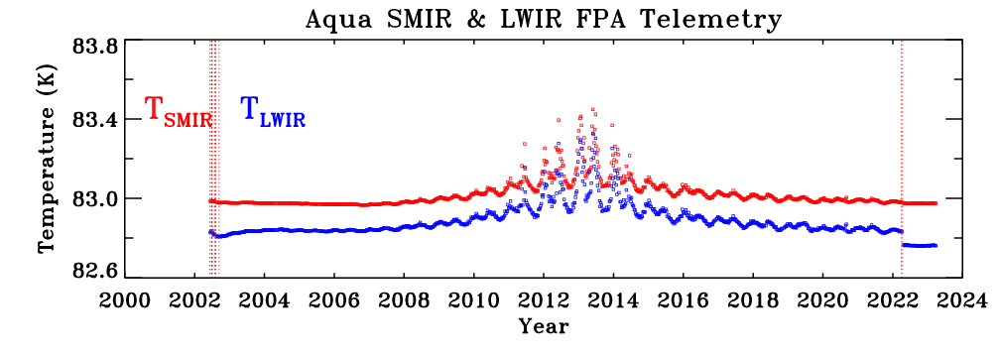 Aqua SMIR & LWIR FPA Telemetry
Temperature (K)
83.8
83.4
83.0
82.6
TSMIR
TLWIR
2000 2002 2004 2006 2008 2010 2012 2014 2016 2018 2020 2022 2024
Year